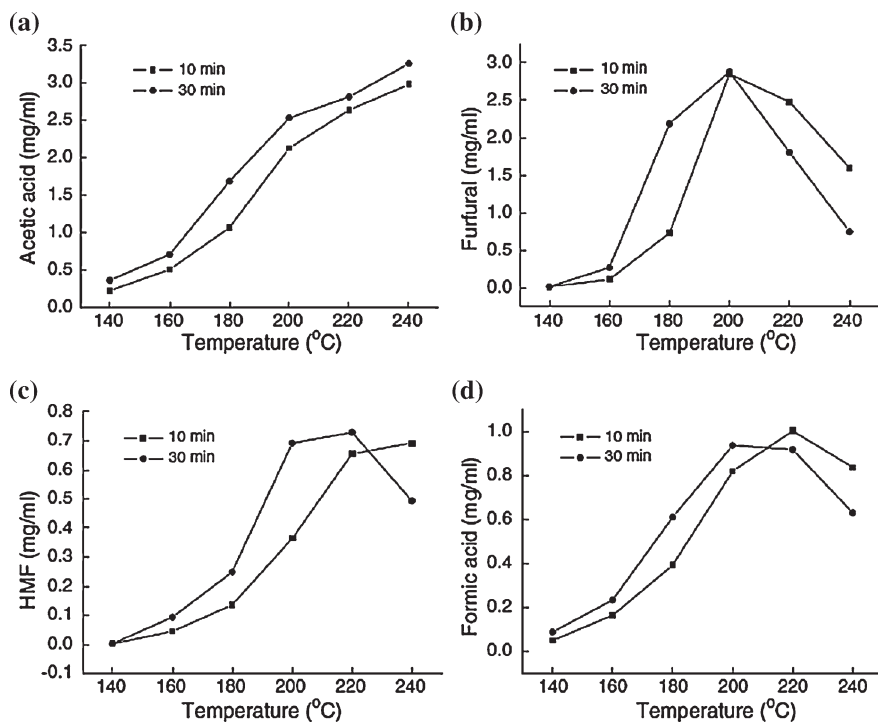 (a)
3.5
3.0
2.5
2.0
1.5
1.0
0.5
0.0
Acetic acid (mg/ml)
10 min
30 min
140 160 180 200 220 240
Temperature (°C)
(b)
3.0
2.5
2.0
1.5
1.0
0.5
0.0
Furfural (mg/ml)
10 min
30 min
140 160 180 200 220 240
Temperature (°C)
(c)
0.8
0.7
0.6
0.5
0.4
0.3
0.2
0.1
0.0
-0.1
HMF (mg/ml)
10 min
30 min
140 160 180 200 220 240
Temperature (°C)
(d)
1.0
0.8
0.6
0.4
0.2
0.0
Formic acid (mg/ml)
10 min
30 min
140 160 180 200 220 240
Temperature (°C)